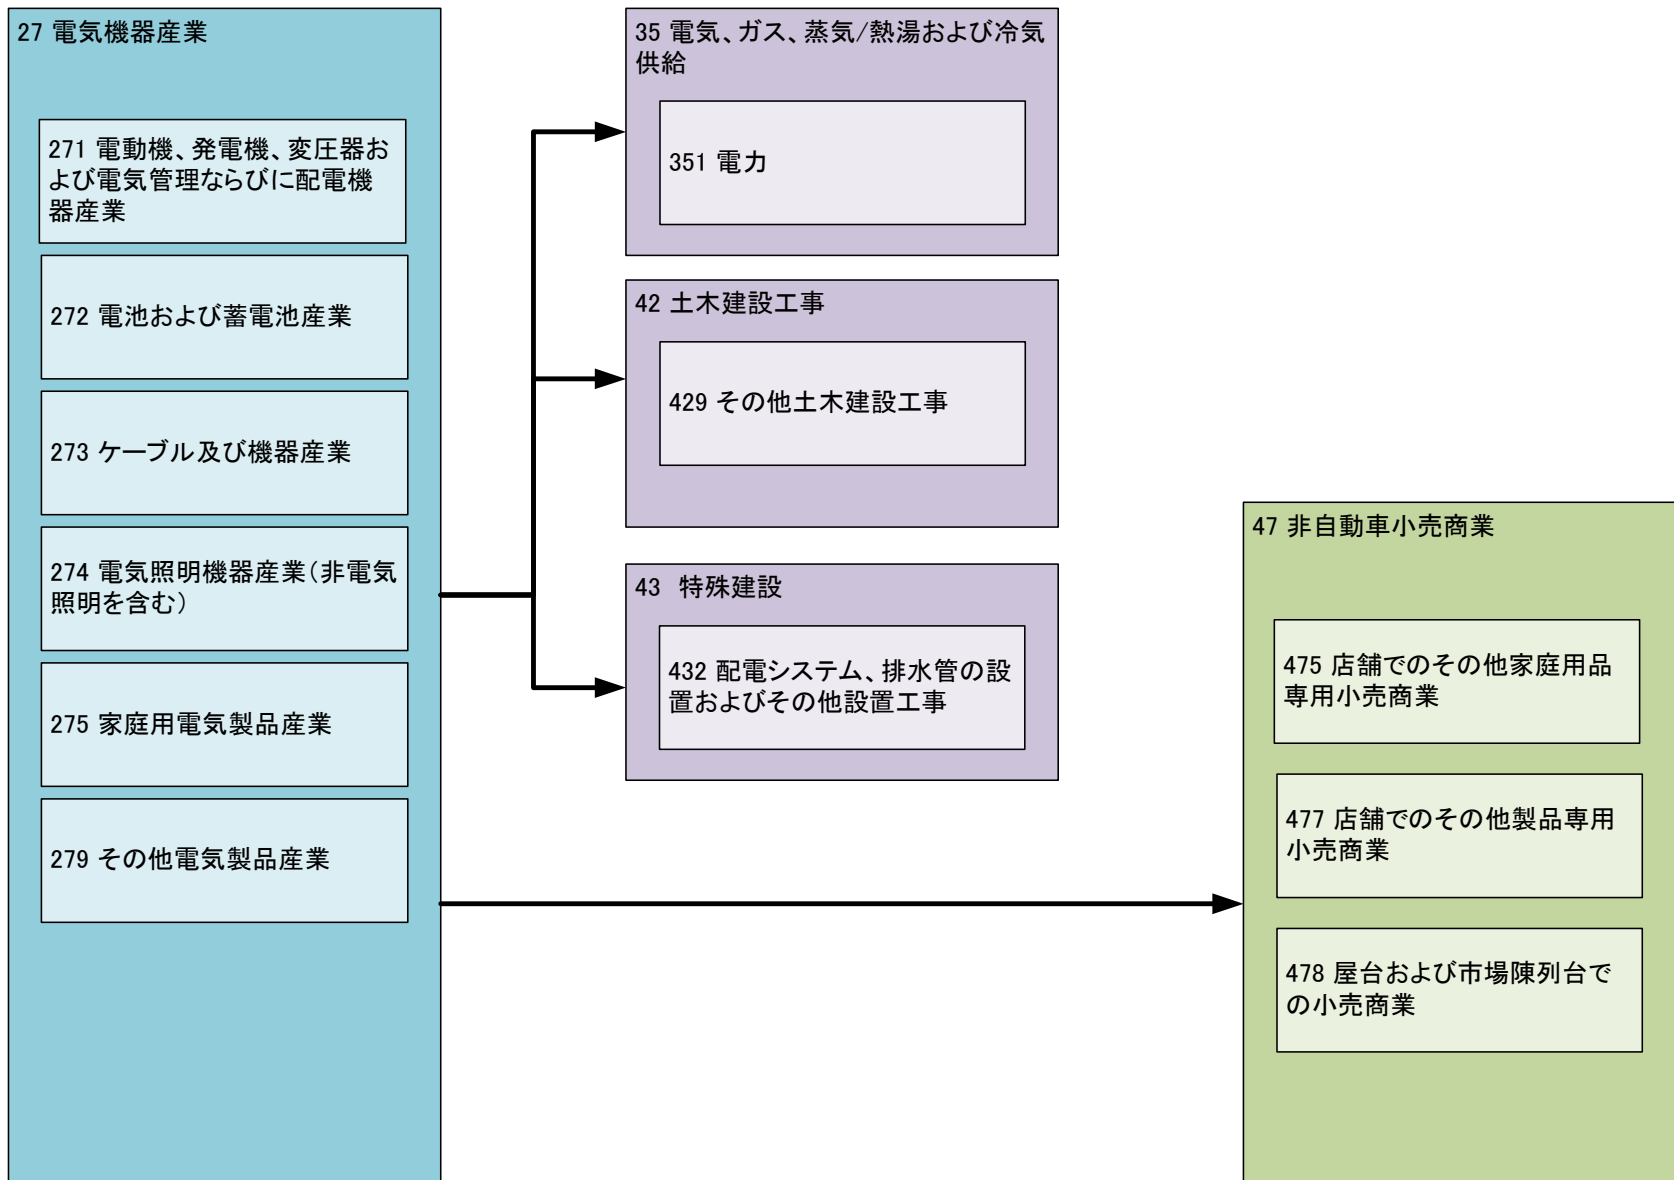 27 電気機器産業
271 電動機、発電機、変圧器お
よび電気管理ならびに配電機
器産業
272 電池および蓄電池産業
273 ケーブル及び機器産業
274 電気照明機器産業(非電気
照明を含む)
275 家庭用電気製品産業
279 その他電気製品産業
35 電気、ガス、蒸気/熱湯および冷気
供給
351 電力
42 土木建設工事
429 その他土木建設工事
43 特殊建設
432 配電システム、排水管の設
置およびその他設置工事
47 非自動車小売商業
475 店舗でのその他家庭用品
専用小売商業
477 店舗でのその他製品専用
小売商業
478 屋台および市場陳列台で
の小売商業